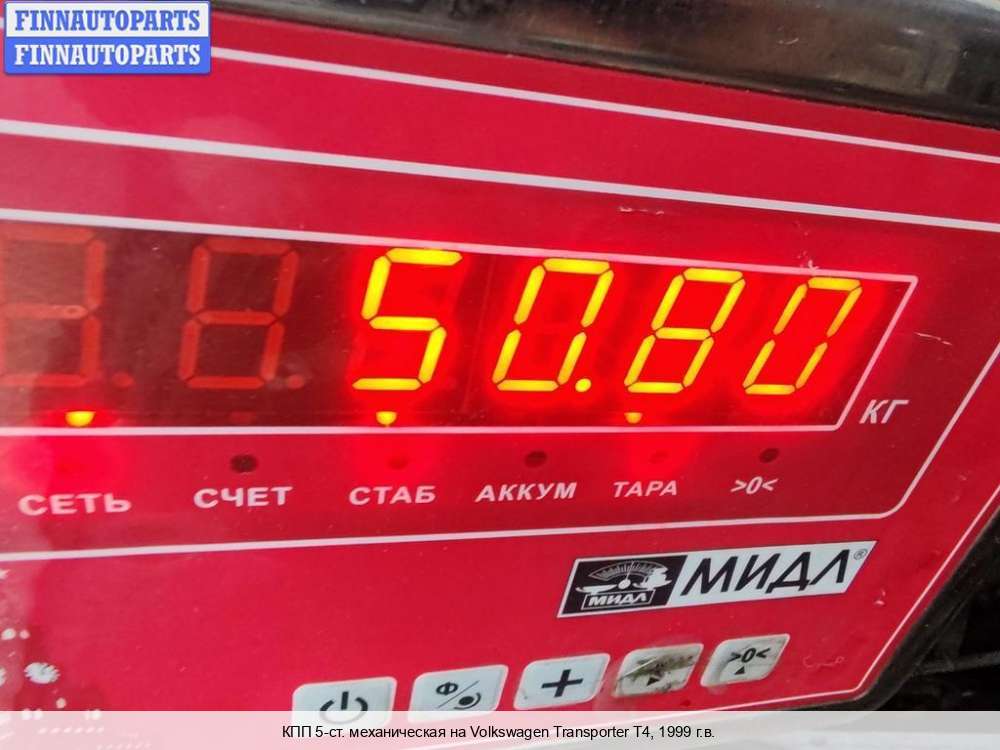 FINNAUTOPARTS
FINNAUTOPARTS
50.80
КГ
СЕТЬ СЧЕТ СТАБ АККУМ ТАРА >0<
МИДЛ МИДЛ®
Ф/ + >0<
КПП 5-ст. механическая на Volkswagen Transporter T4, 1999 г.в.